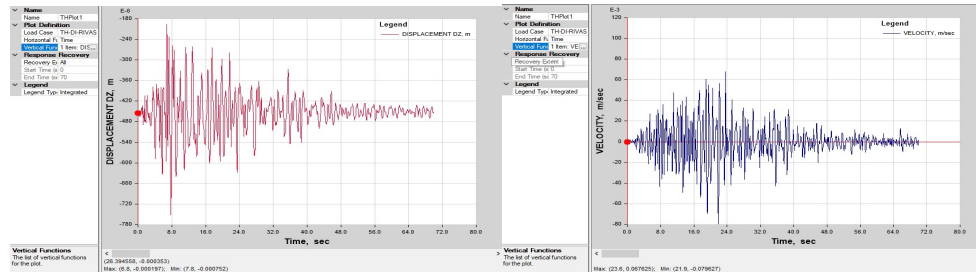 Name
Name THPlot1
Plot Definition
Load Case TH-DI-RIVAS
Horizontal F Time
Vertical Func 1 Item: DIS...
Response Recovery
Recovery Ex All
Start Time (s 0
End Time (se 70
Legend
Legend Type Integrated
Vertical Functions
The list of vertical functions
for the plot.
E-6
-180
-240
-300
-360
-420
-480
-540
-600
-660
-720
-780
DISPLACEMENT DZ, m
Legend
DISPLACEMENT DZ, m
0.0 8.0 16.0 24.0 32.0 40.0 48.0 56.0 64.0 72.0 80.0
Time, sec
<
>
(26.394558, -0.000353)
Max: (6.8, -0.000197); Min: (7.8, -0.000752)
Name
Name THPlot1
Plot Definition
Load Case TH-DI-RIVAS
Horizontal F Time
Vertical Func 1 Item: VE...
Response Recovery
Recovery Extent
Start Time (s 0
End Time (se 70
Legend
Legend Type Integrated
Vertical Functions
The list of vertical functions
for the plot.
E-3
120
100
80
60
40
20
0
-20
-40
-60
-80
VELOCITY, m/sec
Legend
VELOCITY, m/sec
0.0 8.0 16.0 24.0 32.0 40.0 48.0 56.0 64.0 72.0 80.0
Time, sec
<
Max: (23.6, 0.067625); Min: (21.9, -0.079627)